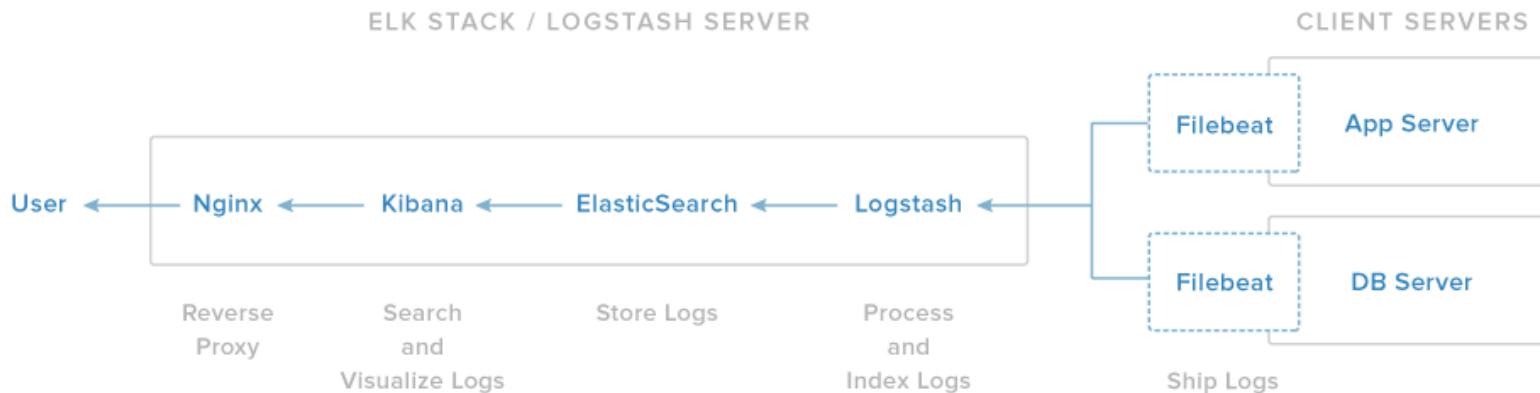 ELK STACK / LOGSTASH SERVER
CLIENT SERVERS
Filebeat
App Server
User
Nginx
Kibana
ElasticSearch
Logstash
Filebeat
DB Server
Reverse
Proxy
Search
and
Visualize Logs
Store Logs
Process
and
Index Logs
Ship Logs